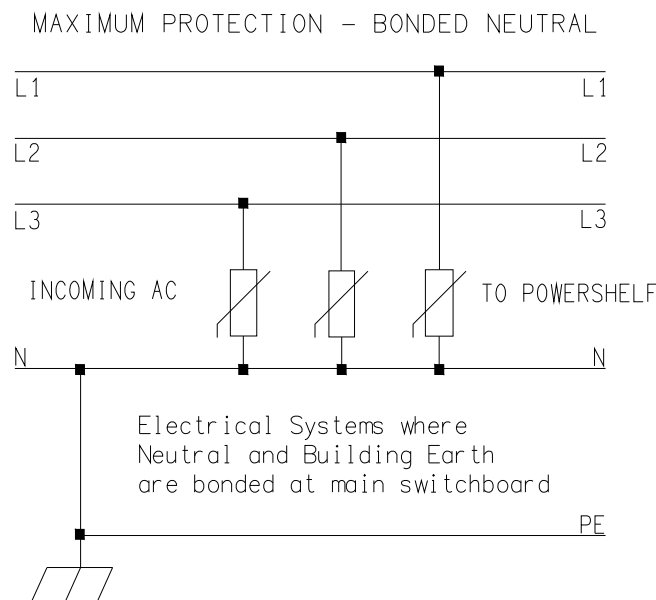 MAXIMUM PROTECTION - BONDED NEUTRAL
L1 L1
L2 L2
L3 L3
INCOMING AC TO POWERSHELF
N N
Electrical Systems where
Neutral and Building Earth
are bonded at main switchboard
PE